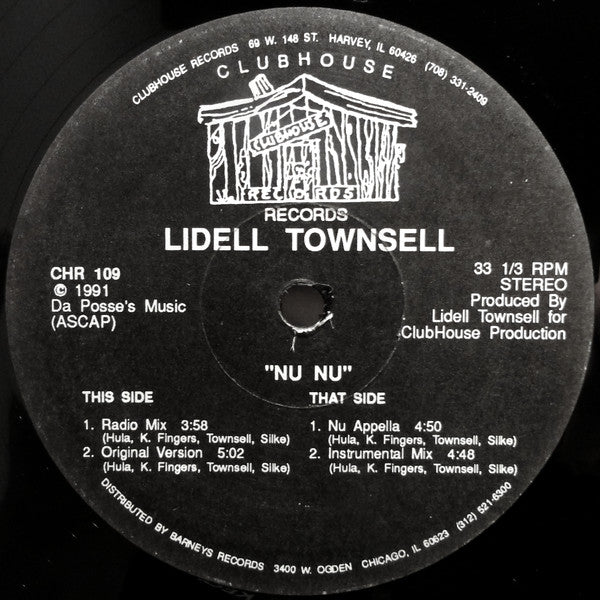 CLUBHOUSE RECORDS 69 W. 148 ST. HARVEY, IL 60426 (708) 331-2409
CLUBHOUSE
CLUBHOUSE
RECORDS
RECORDS
LIDELL TOWNSELL
CHR 109
℗ 1991
Da Posse's Music
(ASCAP)
33 1/3 RPM
STEREO
Produced By
Lidell Townsell for
ClubHouse Production
"NU NU"
THIS SIDE
1. Radio Mix 3:58
(Hula, K. Fingers, Townsell, Silke)
2. Original Version 5:02
(Hula, K. Fingers, Townsell, Silke)
THAT SIDE
1. Nu Appella 4:50
(Hula, K. Fingers, Townsell, Silke)
2. Instrumental Mix 4:48
(Hula, K. Fingers, Townsell, Silke)
DISTRIBUTED BY BARNEYS RECORDS 3400 W. OGDEN CHICAGO, IL 60623 (312) 521-6300